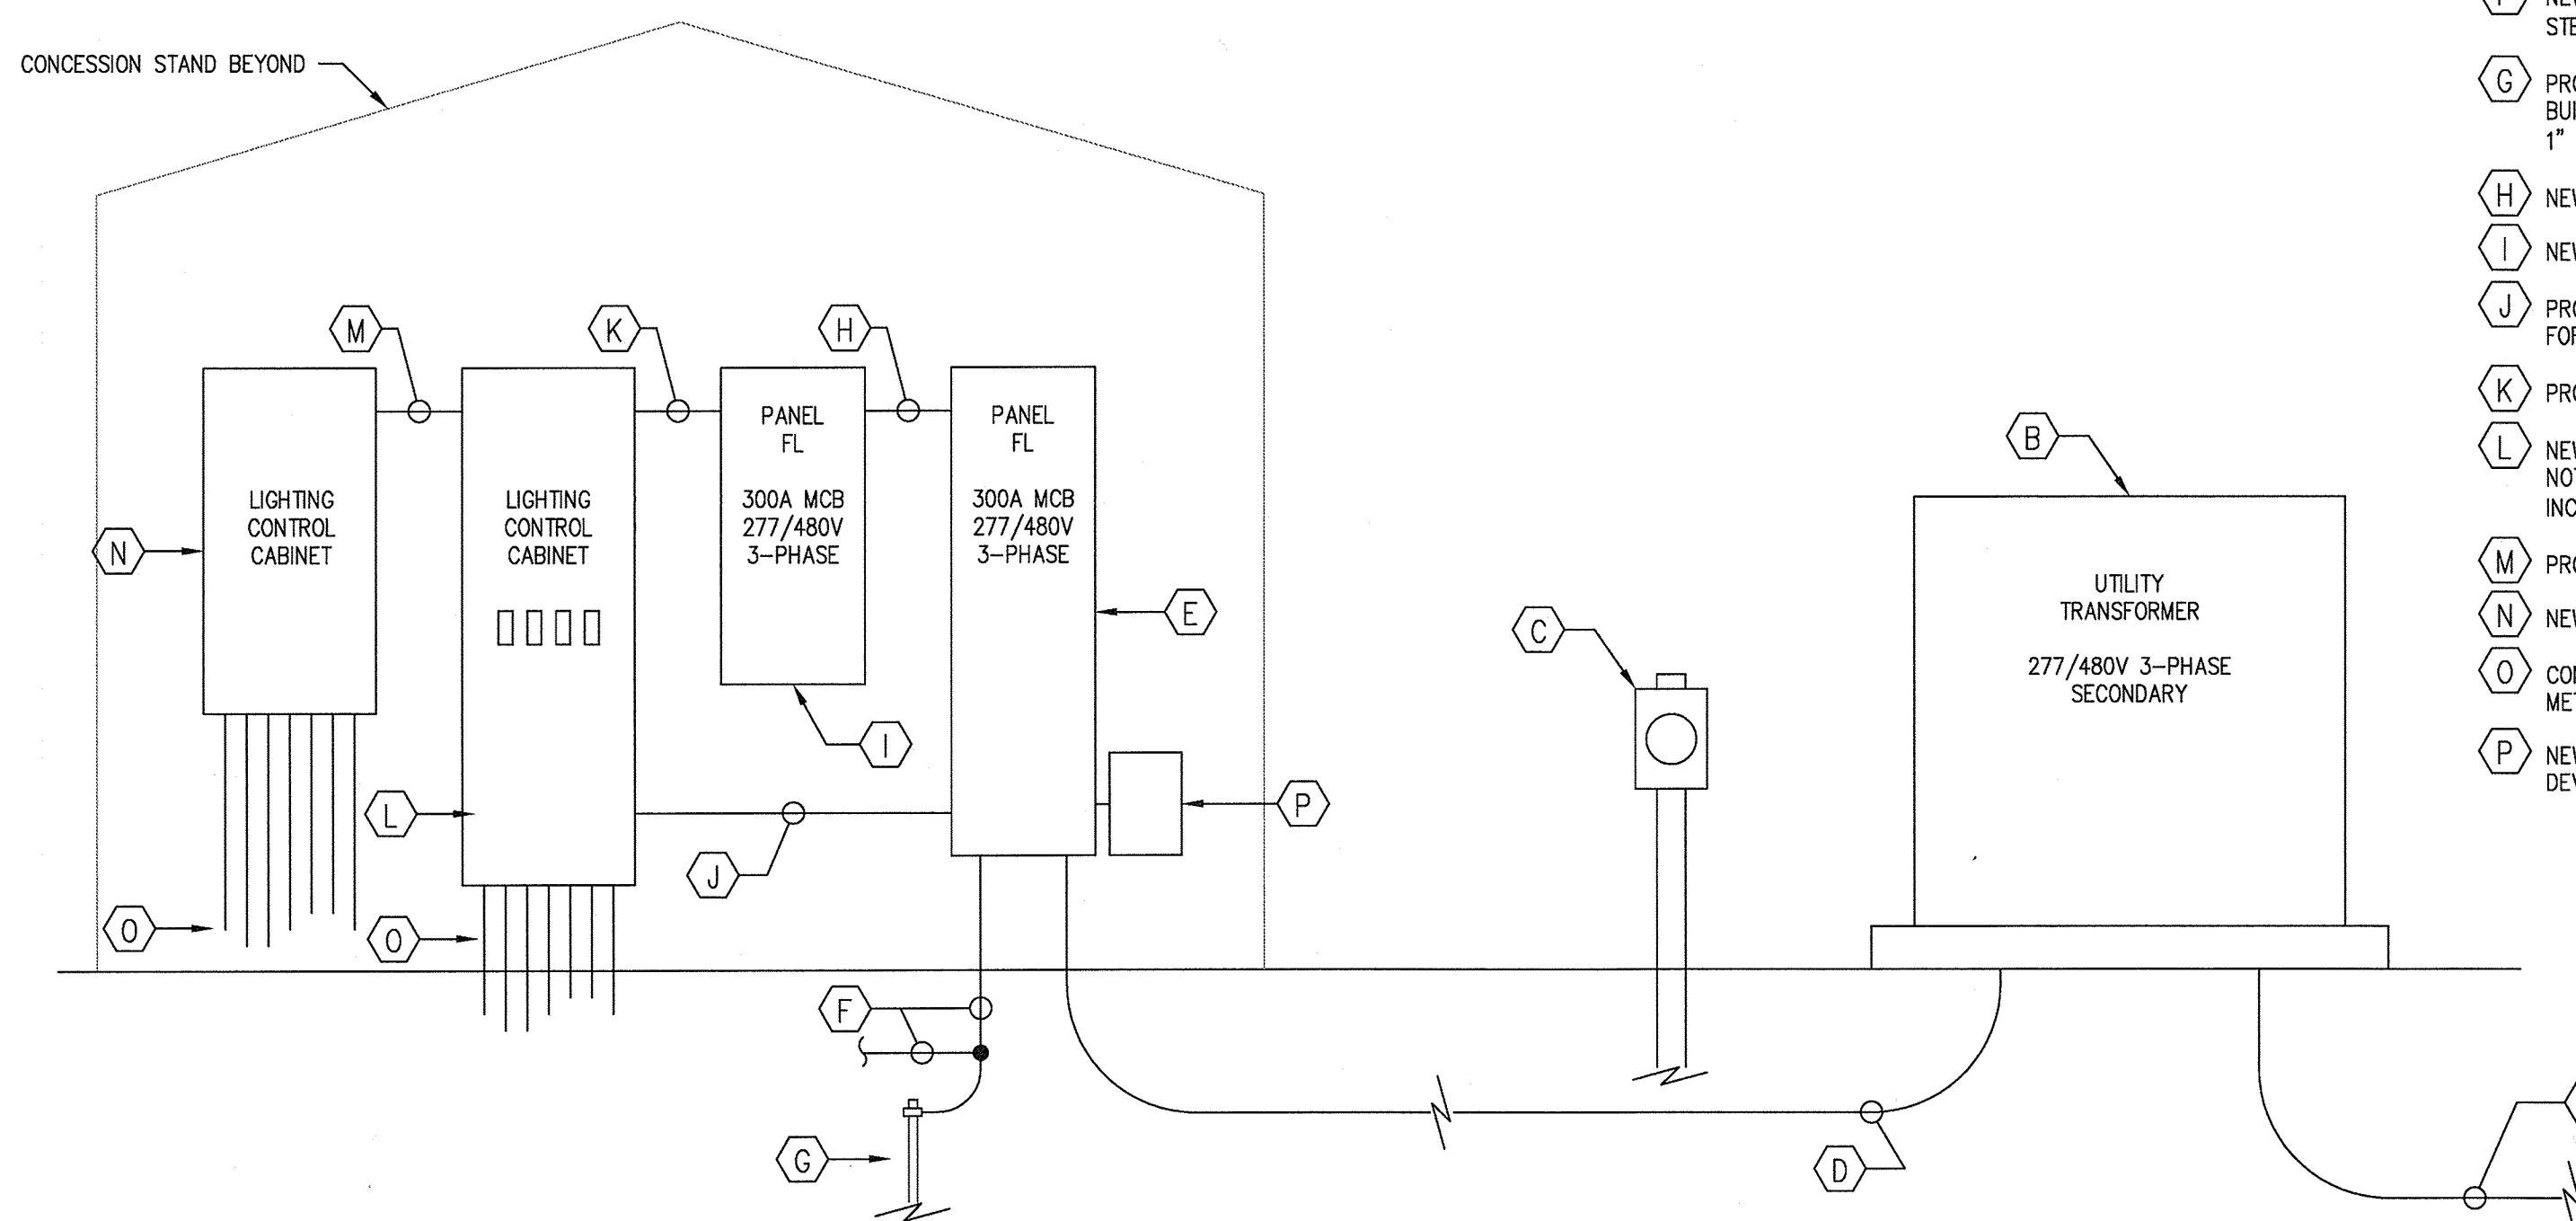 CONCESSION STAND BEYOND
M
K
H
LIGHTING
CONTROL
CABINET
LIGHTING
CONTROL
CABINET
PANEL
FL
300A MCB
277/480V
3-PHASE
PANEL
FL
300A MCB
277/480V
3-PHASE
N
E
I
L
J
P
O
O
F
G
C
B
UTILITY
TRANSFORMER
277/480V 3-PHASE
SECONDARY
D
G
1"
H
I
J
K
L
M
N
O
P